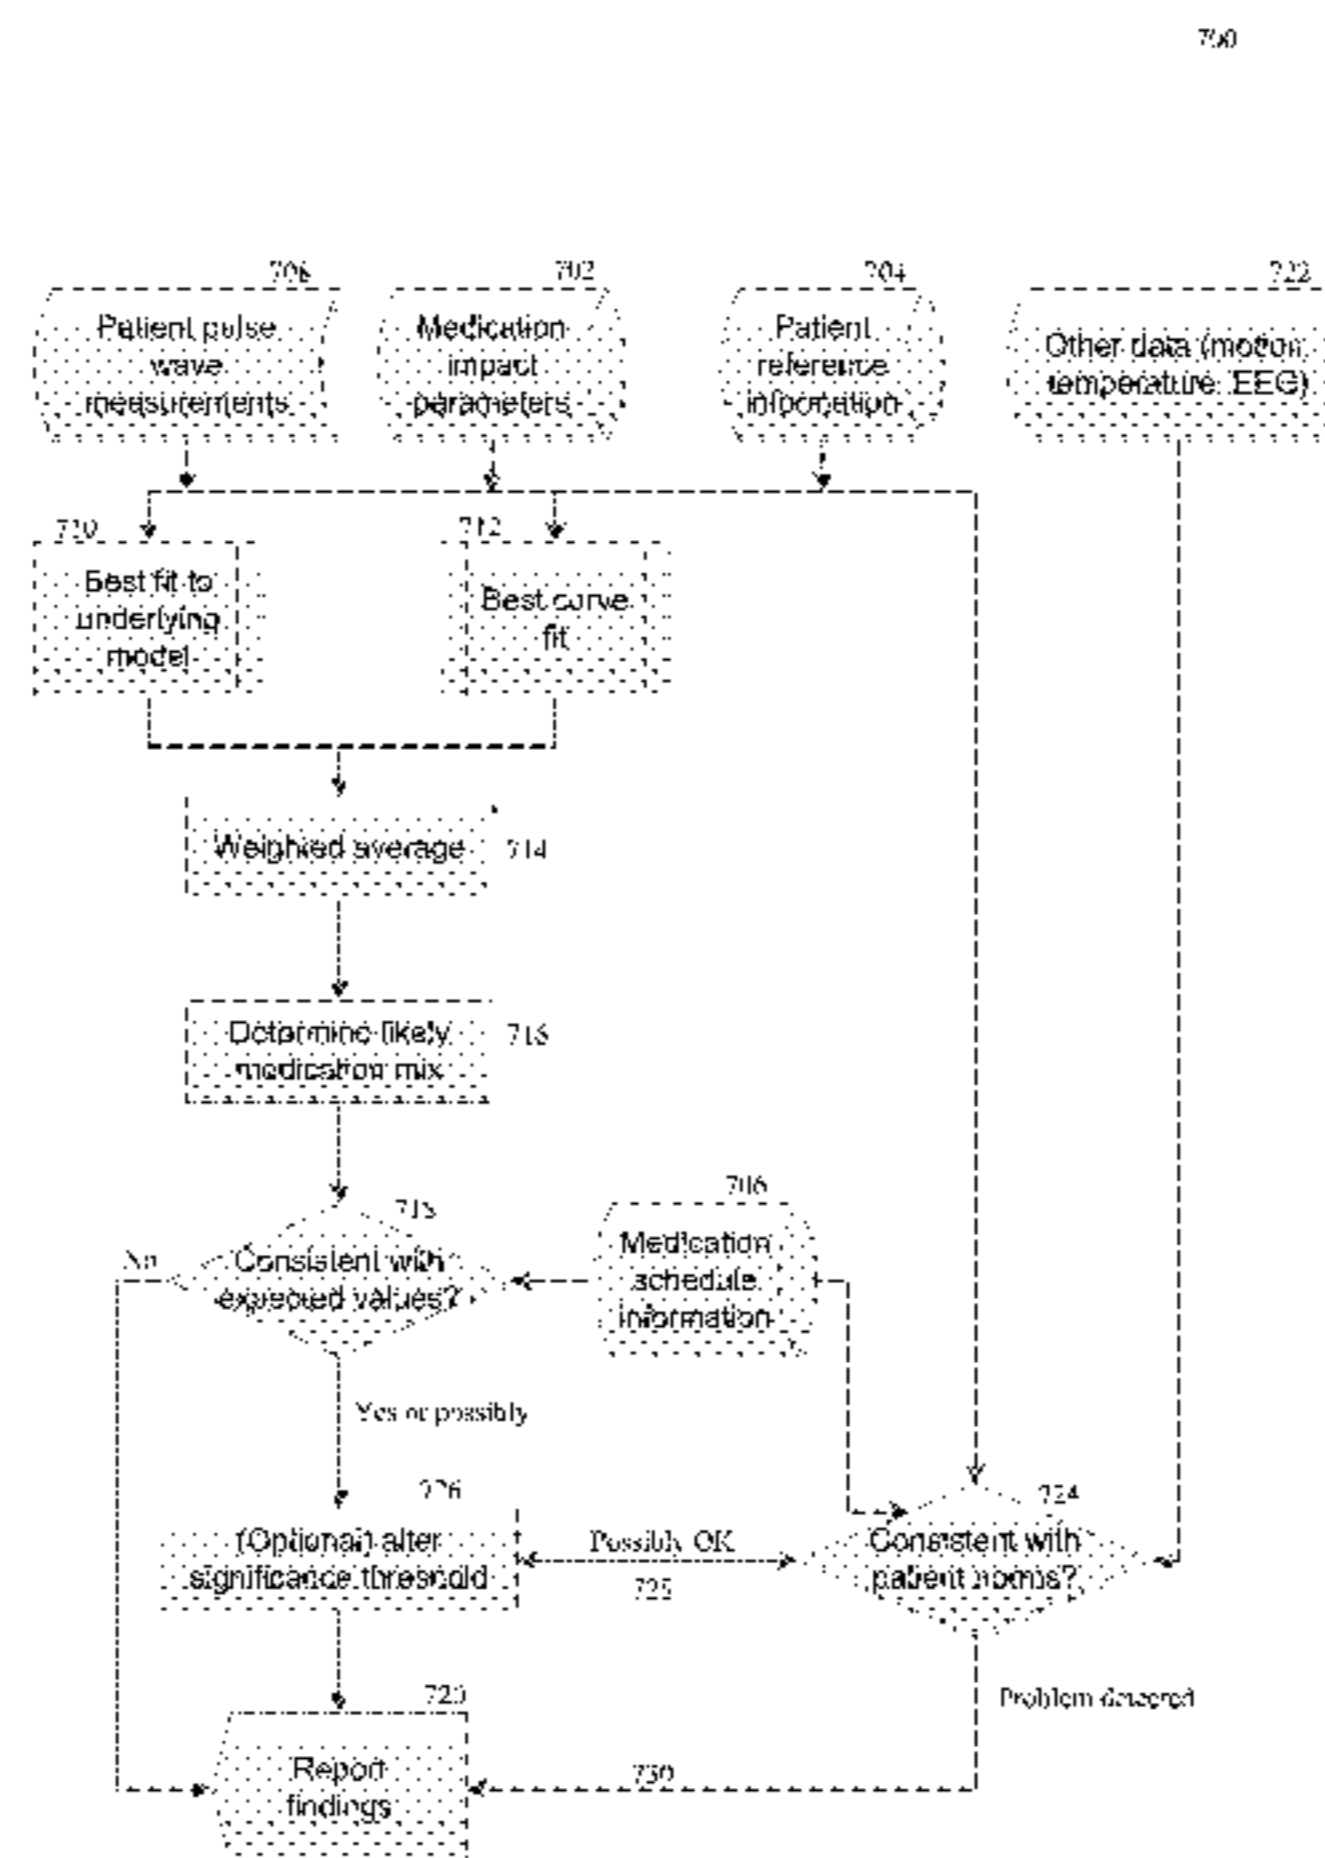 700
702
704
722
Patient pulse
wave
measurements
Medication
impact
parameters
Patient
reference
information
Other data (motion,
temperature, EEG)
710
712
Best fit to
underlying
model
Best curve
fit
Weighted average
714
Determine likely
medication mix
716
718
706
No
Consistent with
expected values?
Medication
schedule
information
Yes or possibly
726
724
(Optional) alter
significance threshold
Possibly OK
Consistent with
patient norms?
Problem detected
Report
findings
730